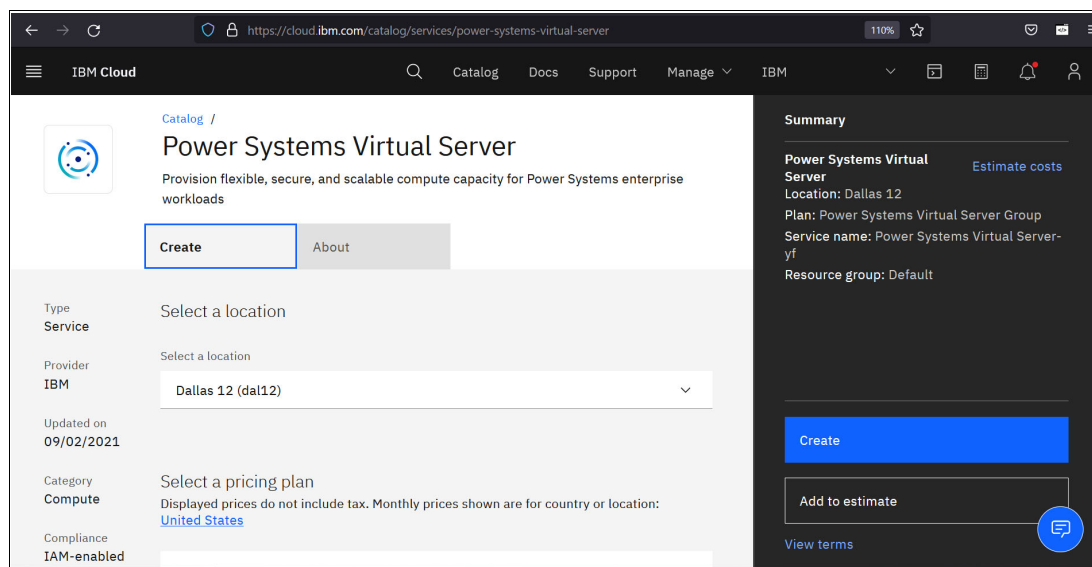 https://cloud.ibm.com/catalog/services/power-systems-virtual-server
110%
IBM Cloud
Catalog
Docs
Support
Manage
IBM
Catalog /
Power Systems Virtual Server
Provision flexible, secure, and scalable compute capacity for Power Systems enterprise
workloads
Create
About
Type
Service
Provider
IBM
Updated on
09/02/2021
Category
Compute
Compliance
IAM-enabled
Select a location
Select a location
Dallas 12 (dal12)
Select a pricing plan
Displayed prices do not include tax. Monthly prices shown are for country or location:
United States
Summary
Power Systems Virtual
Server
Estimate costs
Location: Dallas 12
Plan: Power Systems Virtual Server Group
Service name: Power Systems Virtual Server-
yf
Resource group: Default
Create
Add to estimate
View terms